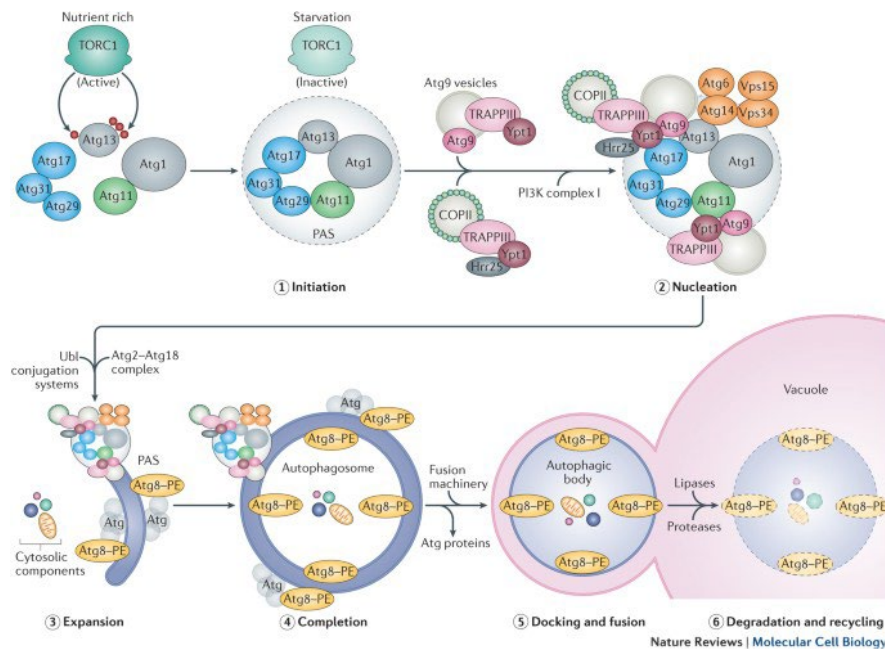 Nutrient rich
TORC1
(Active)
Atg13
Atg17
Atg1
Atg31
Atg11
Atg29
Starvation
TORC1
(Inactive)
Atg13
Atg17
Atg1
Atg31
Atg29
Atg11
PAS
① Initiation
Atg9 vesicles
TRAPPIII
Ypt1
Atg9
COPII
TRAPPIII
Ypt1
Hrr25
PI3K complex I
COPII
TRAPPIII
Ypt1
Hrr25
Atg9
Atg13
Atg6
Vps15
Atg14
Vps34
Atg17
Atg1
Atg31
Atg29
Atg11
Ypt1
Atg9
TRAPPIII
② Nucleation
Ubl
conjugation
systems
Atg2–Atg18
complex
PAS
Atg8–PE
Atg
Atg
Atg8–PE
Cytosolic
components
③ Expansion
Atg
Atg8–PE
Atg8–PE
Autophagosome
Atg8–PE
Atg8–PE
Atg8–PE
Atg
Atg8–PE
④ Completion
Fusion
machinery
Atg proteins
Atg8–PE
Autophagic
body
Atg8–PE
Atg8–PE
Atg8–PE
⑤ Docking and fusion
Lipases
Proteases
Vacuole
Atg8–PE
Atg8–PE
Atg8–PE
Atg8–PE
⑥ Degradation and recycling
Nature Reviews | Molecular Cell Biology